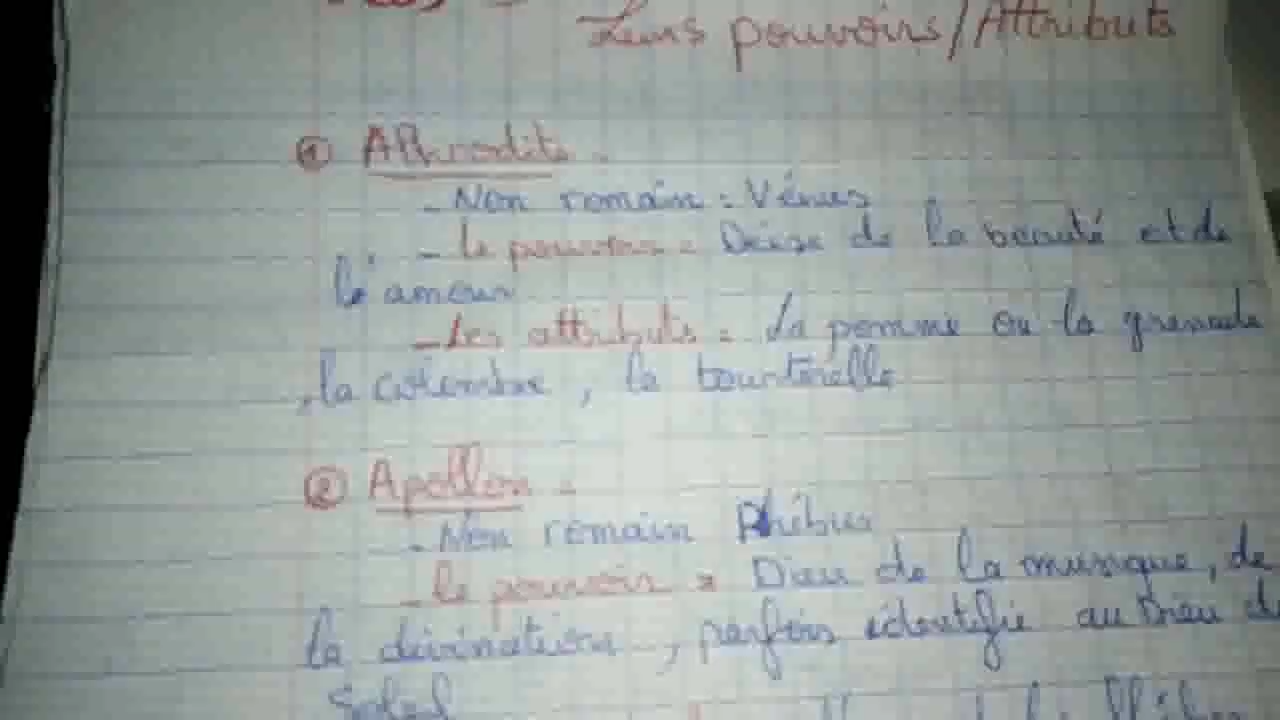 Leurs pouvoirs/Attributs
① Aphrodite.
- Nom romain : Vénus
- le pouvoirs : Déesse de la beauté et de
l'amour
- Les attributs : La pomme ou la grenade
, la colombe, la tourterelle
② Apollon :
- Nom romain Phébus
- le pouvoir : Dieu de la musique, de
la divination, parfois identifié au Dieu du
Soleil